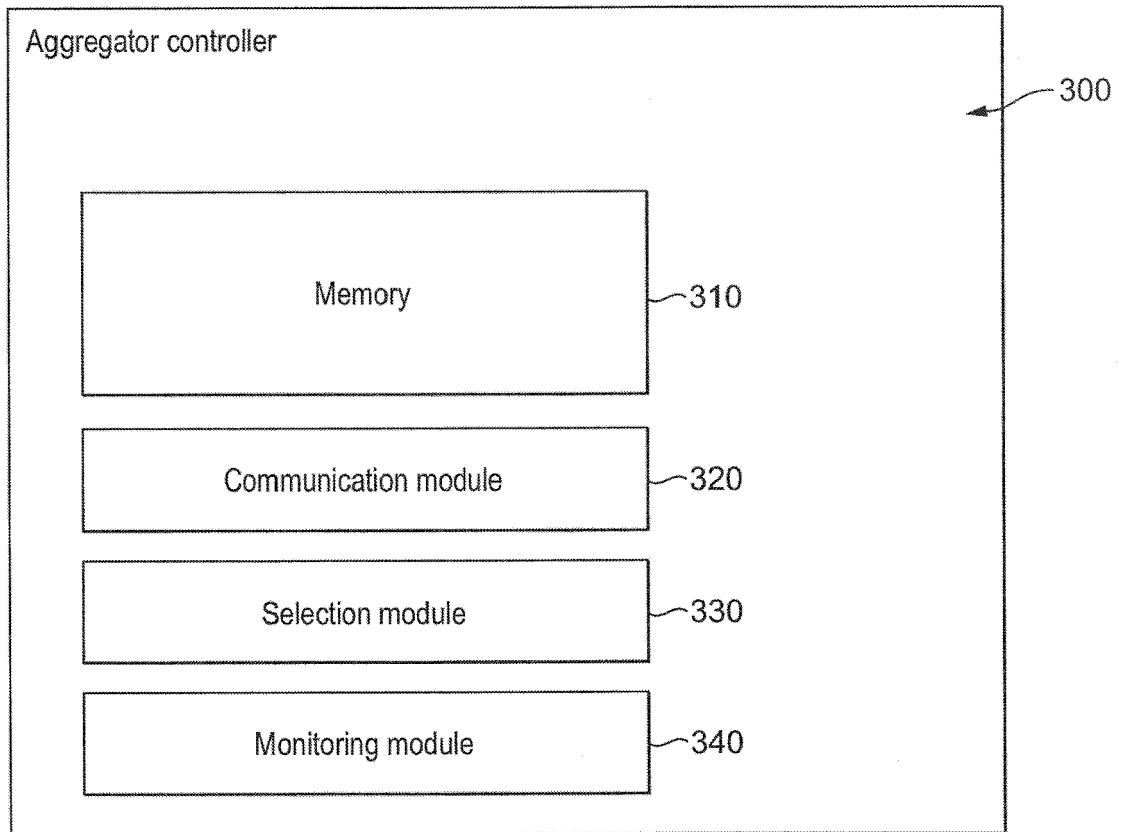 Aggregator controller
300
Memory
310
Communication module
320
Selection module
330
Monitoring module
340